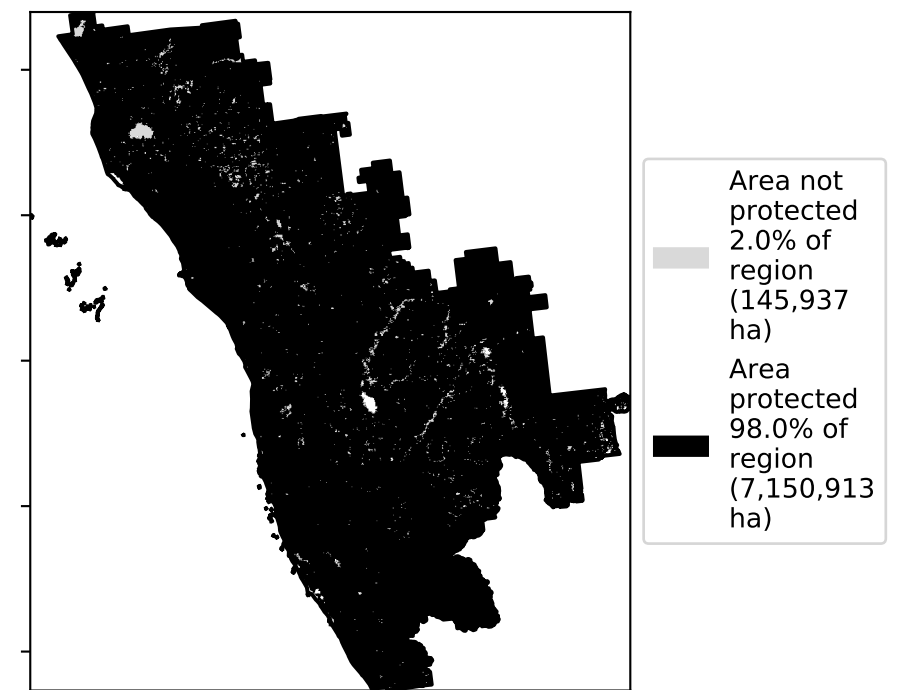 Area not
protected
2.0% of
region
(145,937
ha)
Area
protected
98.0% of
region
(7,150,913
ha)